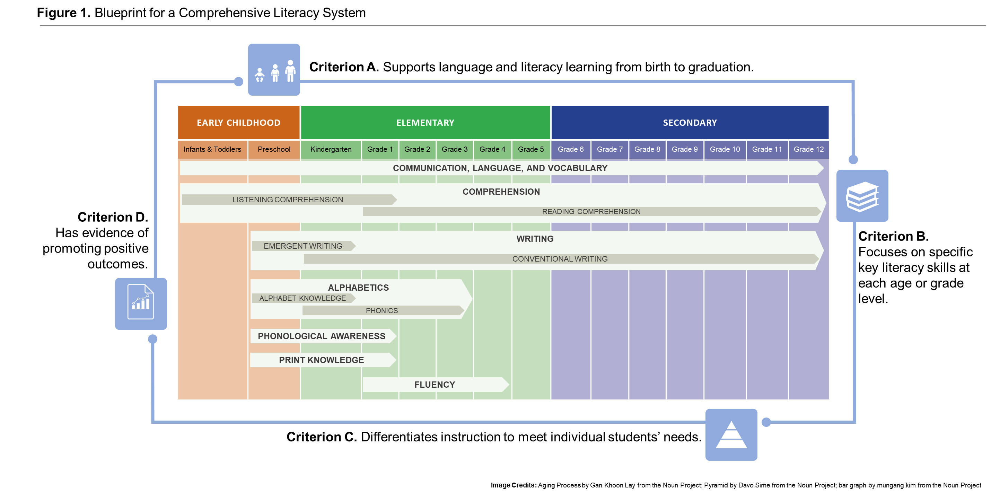 Figure 1. Blueprint for a Comprehensive Literacy System
Criterion A. Supports language and literacy learning from birth to graduation.
EARLY CHILDHOOD
ELEMENTARY
SECONDARY
Infants & Toddlers
Preschool
Kindergarten
Grade 1
Grade 2
Grade 3
Grade 4
Grade 5
Grade 6
Grade 7
Grade 8
Grade 9
Grade 10
Grade 11
Grade 12
COMMUNICATION, LANGUAGE, AND VOCABULARY
COMPREHENSION
LISTENING COMPREHENSION
READING COMPREHENSION
WRITING
EMERGENT WRITING
CONVENTIONAL WRITING
ALPHABETICS
ALPHABET KNOWLEDGE
PHONICS
PHONOLOGICAL AWARENESS
PRINT KNOWLEDGE
FLUENCY
Criterion B.
Focuses on specific
key literacy skills at
each age or grade
level.
Criterion C. Differentiates instruction to meet individual students’ needs.
Criterion D.
Has evidence of
promoting positive
outcomes.
Image Credits: Aging Process by Gan Khoon Lay from the Noun Project; Pyramid by Davo Sime from the Noun Project; bar graph by mungang kim from the Noun Project